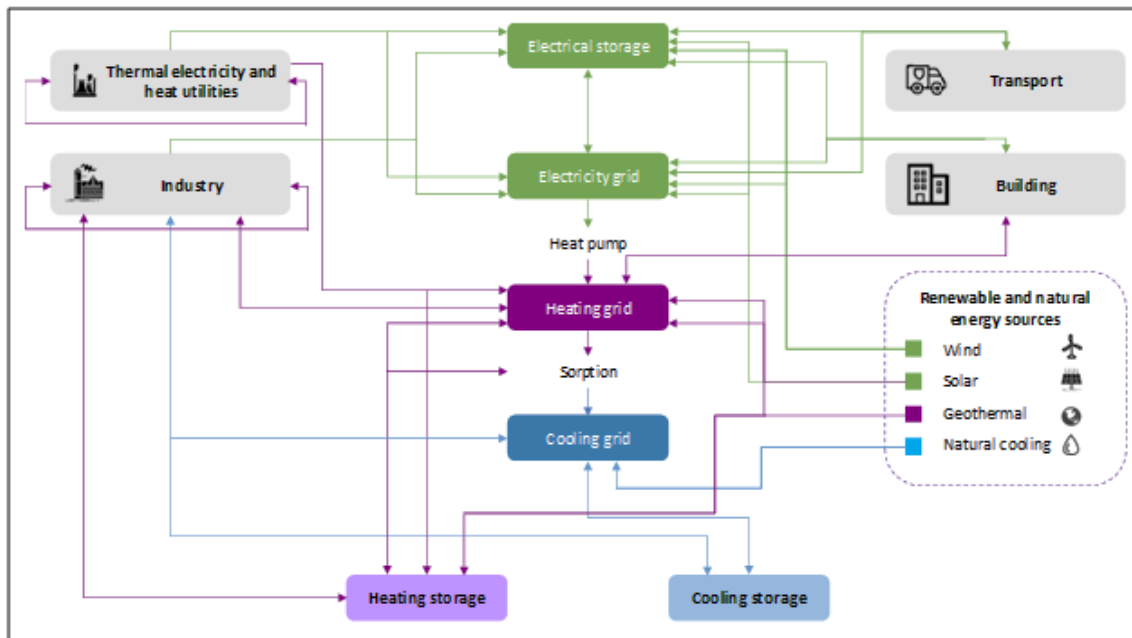 Electrical storage
Thermal electricity and
heat utilities
Transport
Industry
Electricity grid
Building
Heat pump
Heating grid
Renewable and natural
energy sources
Wind
Solar
Sorption
Geothermal
Cooling grid
Natural cooling
Heating storage
Cooling storage